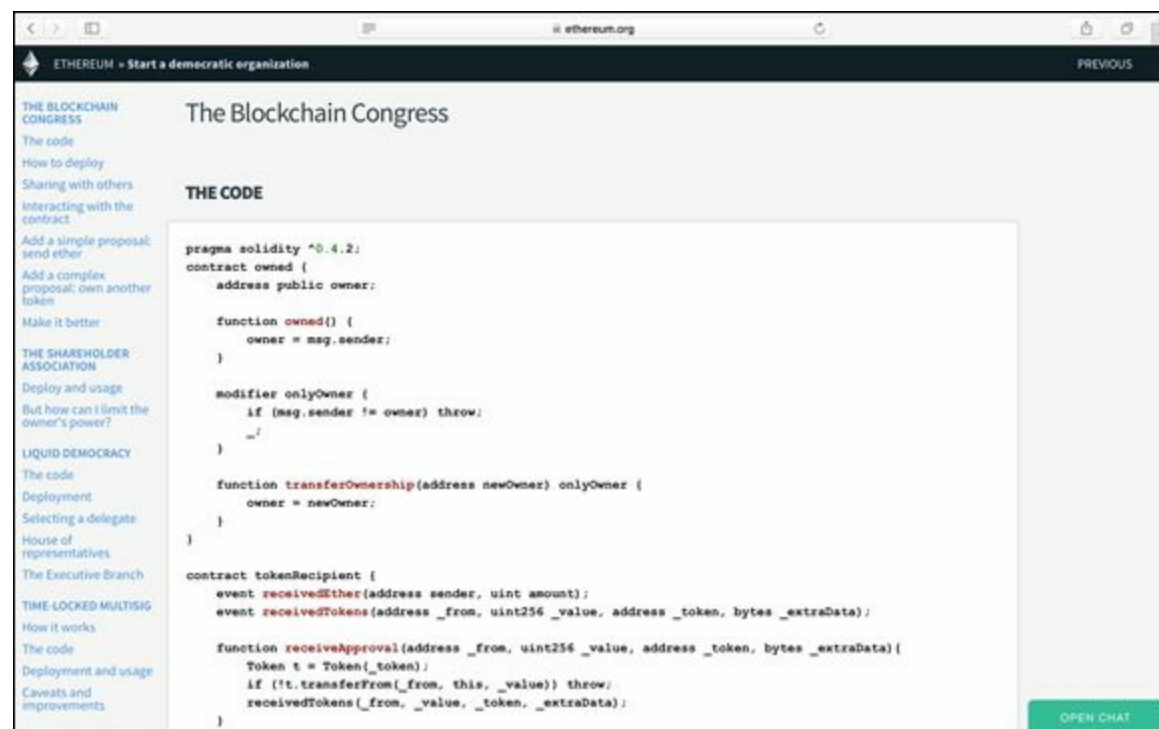 ethereum.org
ETHEREUM » Start a democratic organization
PREVIOUS
THE BLOCKCHAIN
CONGRESS
The code
How to deploy
Sharing with others
Interacting with the
contract
Add a simple proposal:
send ether
Add a complex
proposal: own another
token
Make it better
THE SHAREHOLDER
ASSOCIATION
Deploy and usage
But how can I limit the
owner's power?
LIQUID DEMOCRACY
The code
Deployment
Selecting a delegate
House of
representatives
The Executive Branch
TIME-LOCKED MULTISIG
How it works
The code
Deployment and usage
Caveats and
improvements
The Blockchain Congress
THE CODE
pragma solidity ^0.4.2;
contract owned {
address public owner;
function owned() {
owner = msg.sender;
}
modifier onlyOwner {
if (msg.sender != owner) throw;
_;
}
function transferOwnership(address newOwner) onlyOwner {
owner = newOwner;
}
}
contract tokenRecipient {
event receivedEther(address sender, uint amount);
event receivedTokens(address _from, uint256 _value, address _token, bytes _extraData);
function receiveApproval(address _from, uint256 _value, address _token, bytes _extraData){
Token t = Token(_token);
if (!t.transferFrom(_from, this, _value)) throw;
receivedTokens(_from, _value, _token, _extraData);
}
OPEN CHAT